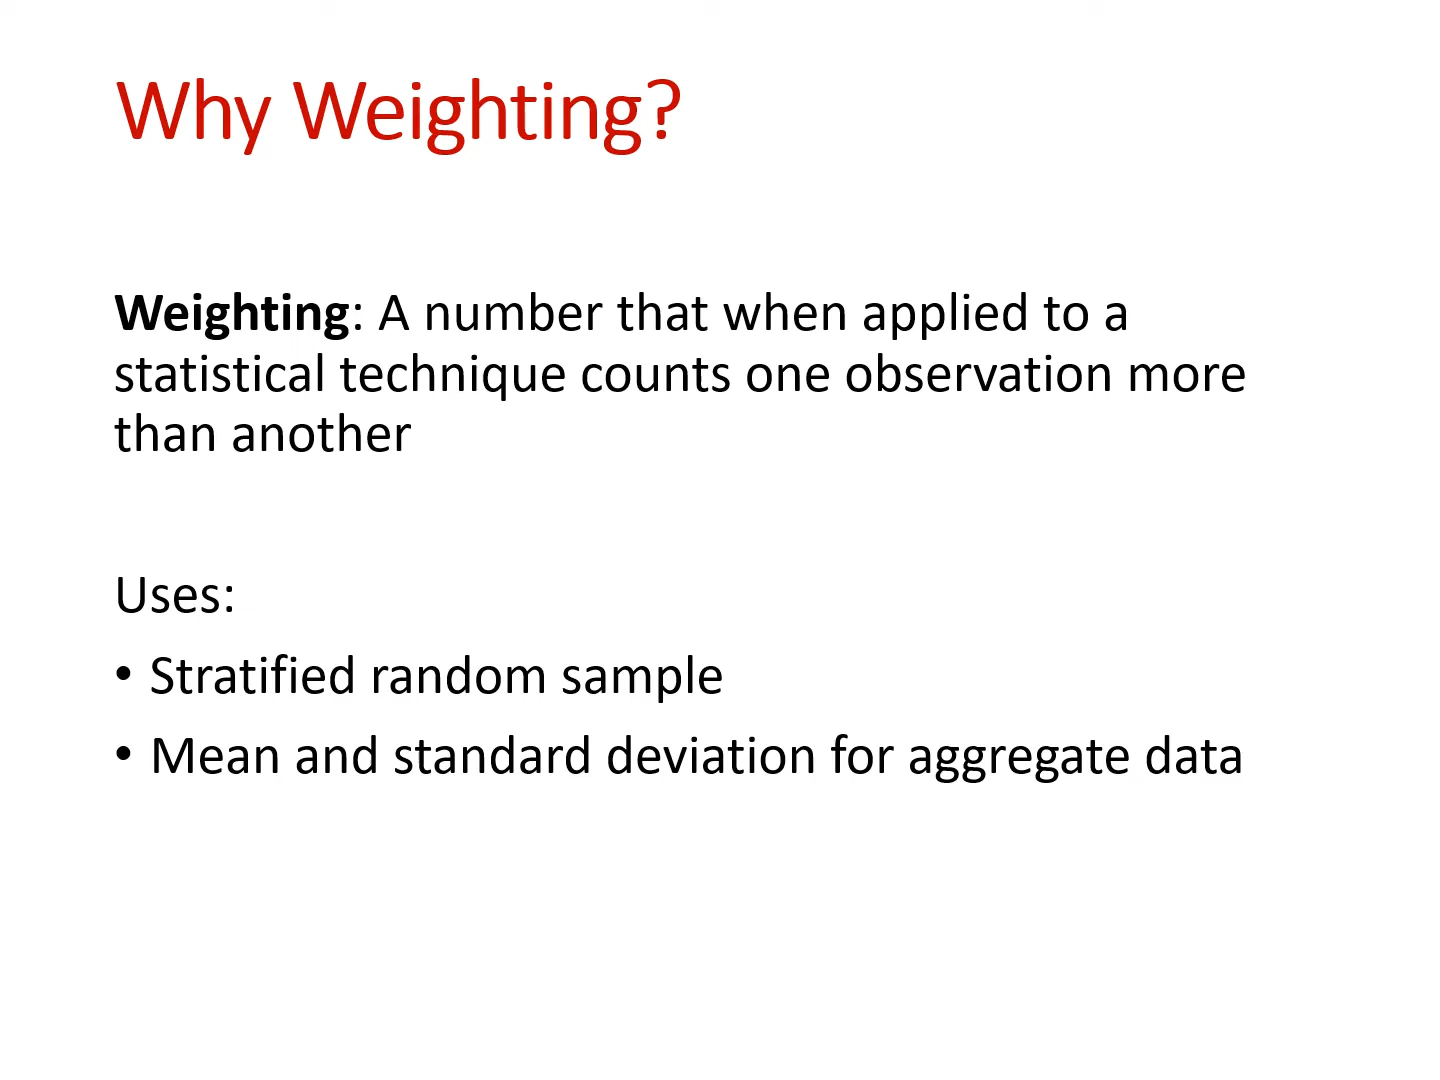 Why Weighting?
Weighting: A number that when applied to a
statistical technique counts one observation more
than another
Uses:
• Stratified random sample
• Mean and standard deviation for aggregate data